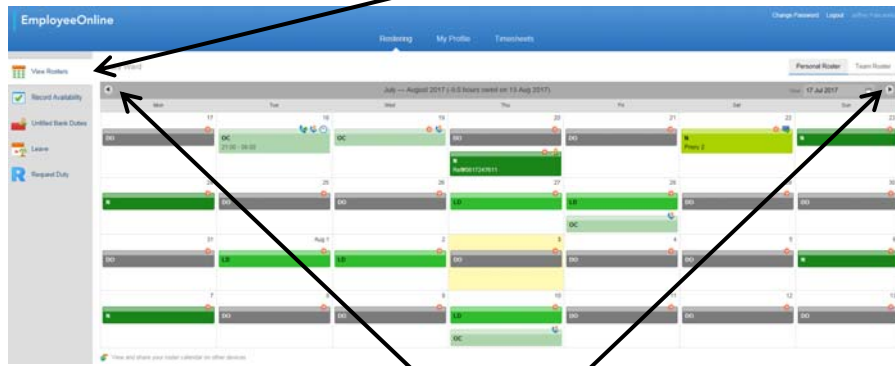 EmployeeOnline
Change Password Logout
Rostering My Profile Timesheets
View Rosters
Personal Roster Team Roster
Record Availability
Unfilled Bank Duties
Leave
Request Duty
July — August 2017 (-0.5 hours owed on 13 Aug 2017)
17 Jul 2017
Mon Tue Wed Thu Fri Sat Sun
17 18 19 20 21 22 23
DO OC OC DO DO N N
21:00 - 09:00
Priory 2
N
25 26 27 28 30
N DO DO LD LD DO DO
OC
31 Aug 1 2 3 4 5 6
DO LD LD DO DO DO N
7 8 9 10 11 12 13
N DO DO LD DO DO DO
OC
View and share your roster calendar on other devices